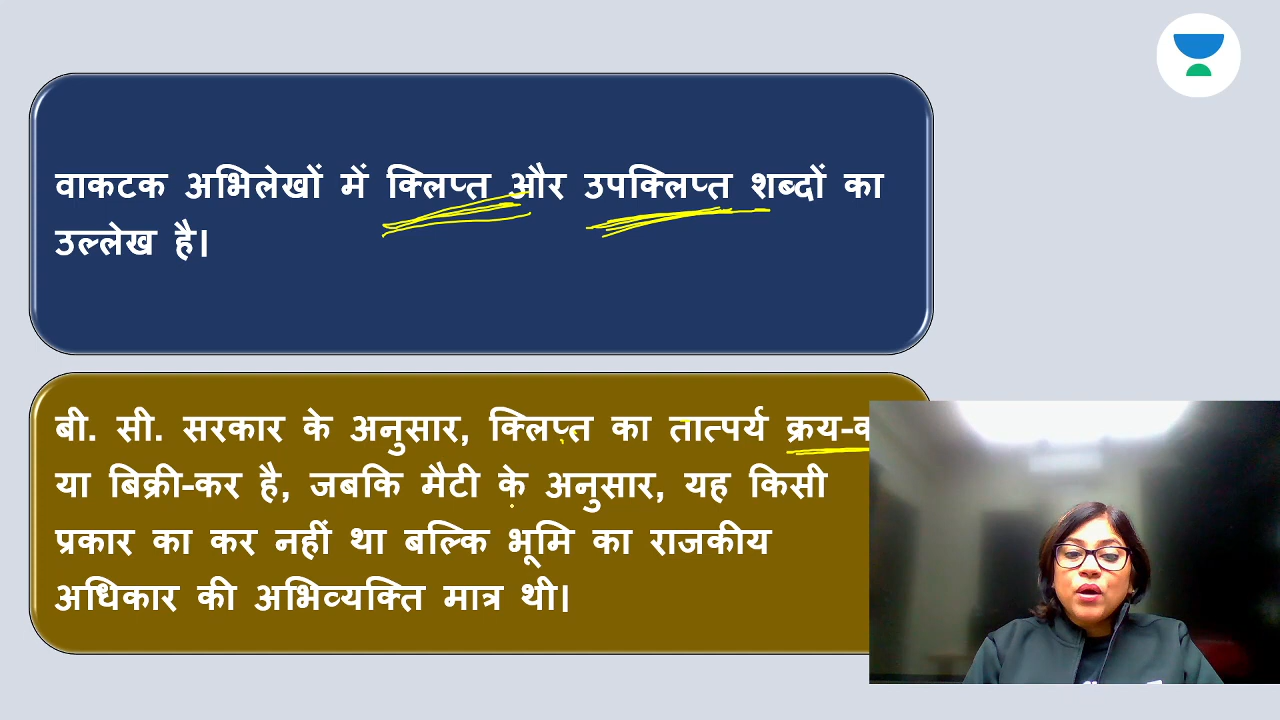 वाकटक अभिलेखों में क्लिप्त और उपक्लिप्त शब्दों का
उल्लेख है।
बी. सी. सरकार के अनुसार, क्लिप्त का तात्पर्य
या बिक्री-कर है, जबकि मैटी के अनुसार, यह किसी
प्रकार का कर नहीं था बल्कि भूमि का राजकीय
अधिकार की अभिव्यक्ति मात्र थी।